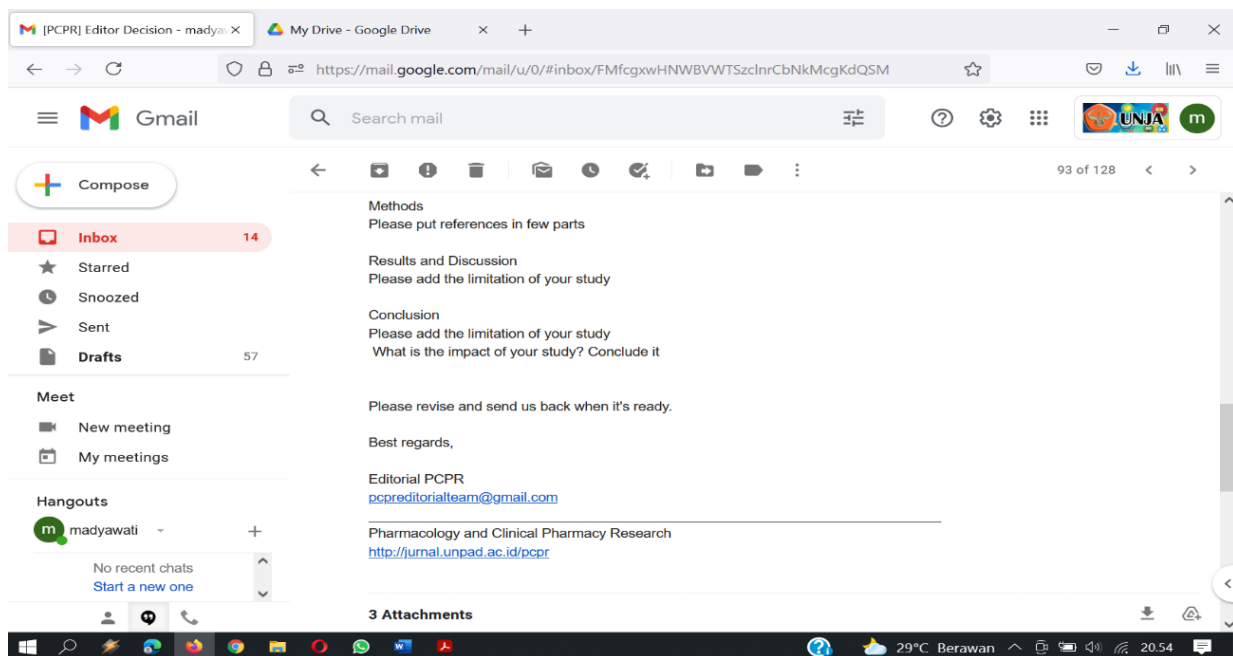 [PCPR] Editor Decision - madya
My Drive - Google Drive
https://mail.google.com/mail/u/0/#inbox/FMfcgxwHNWBVWTSzclnrCbNkMcgKdQSM
Gmail
Search mail
UNJA
m
Compose
93 of 128
Inbox 14
Starred
Snoozed
Sent
Drafts 57
Meet
New meeting
My meetings
Hangouts
m madyawati
No recent chats
Start a new one
Methods
Please put references in few parts
Results and Discussion
Please add the limitation of your study
Conclusion
Please add the limitation of your study
What is the impact of your study? Conclude it
Please revise and send us back when it's ready.
Best regards,
Editorial PCPR
pcpreditorialteam@gmail.com
Pharmacology and Clinical Pharmacy Research
http://jurnal.unpad.ac.id/pcpr
3 Attachments
29°C Berawan
20.54